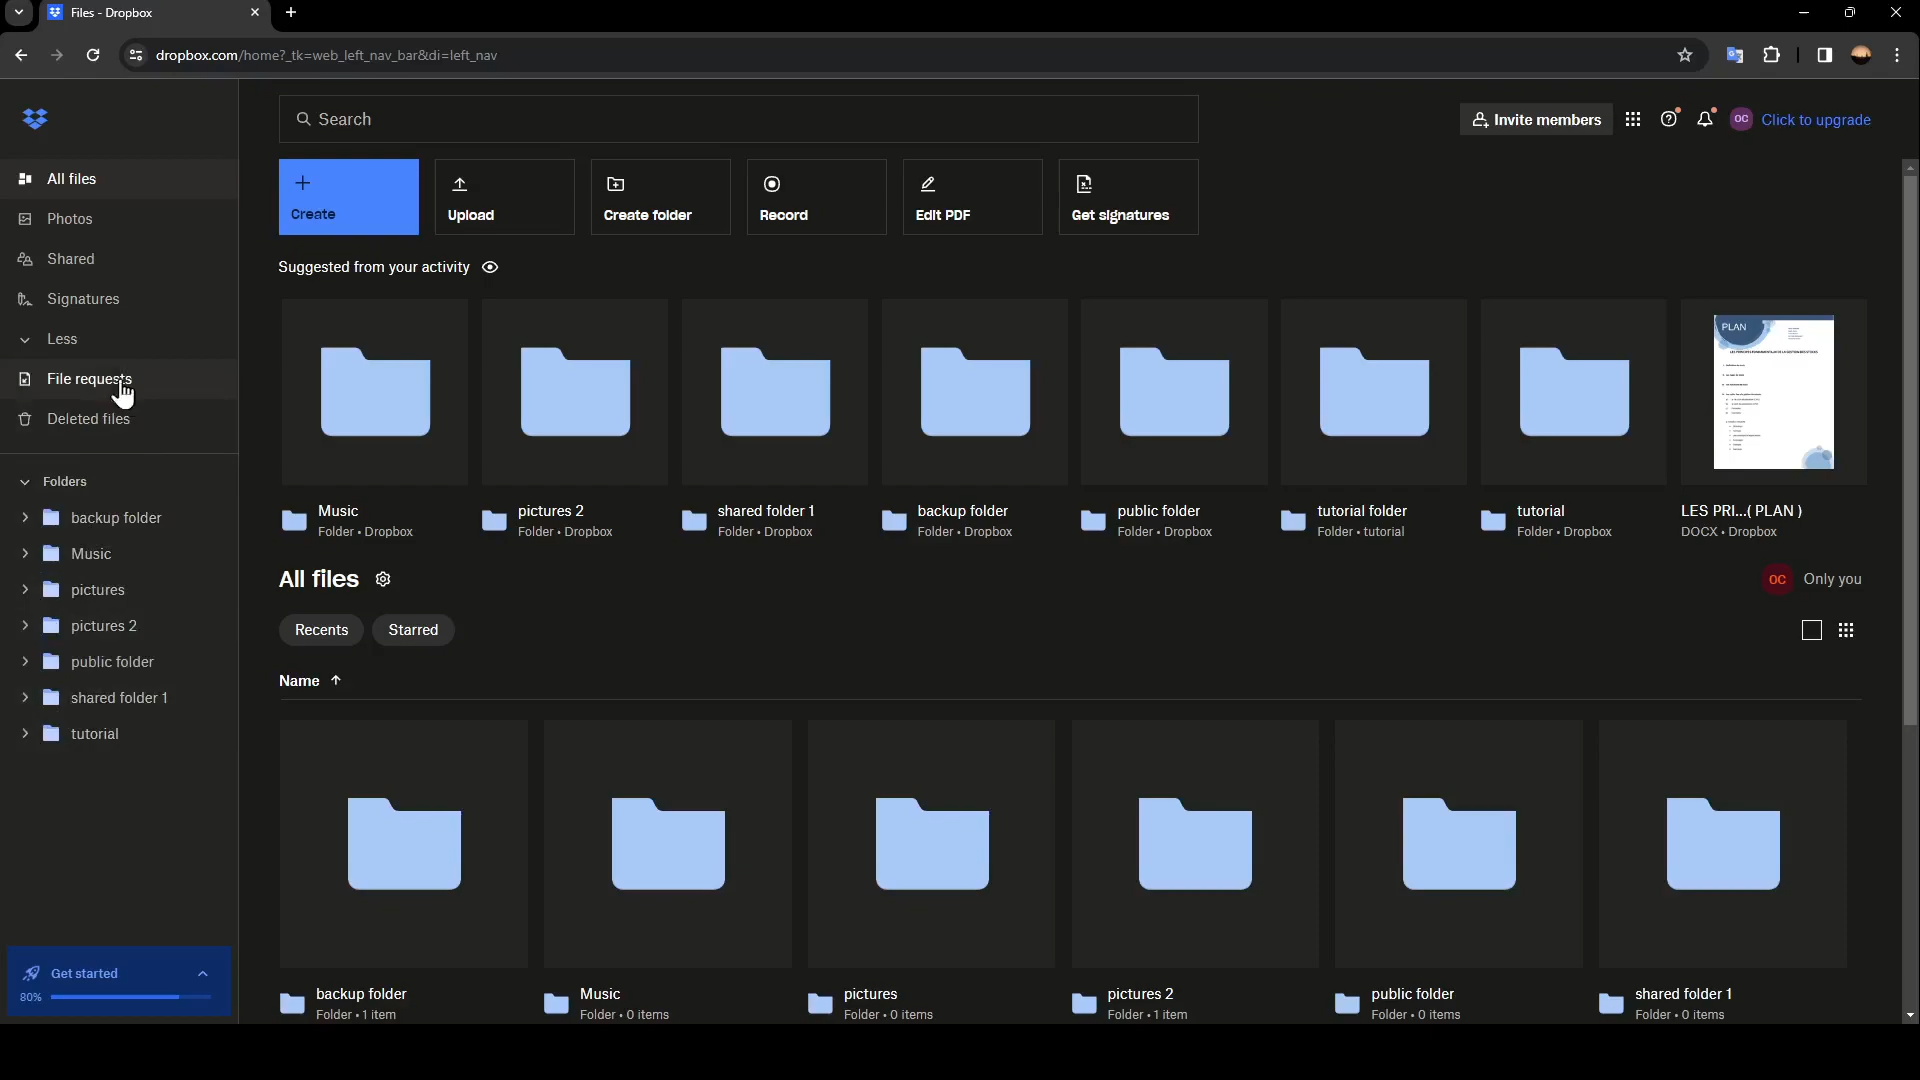 Files - Dropbox
dropbox.com/home?_tk=web_left_nav_bar&di=left_nav
Search
Invite members
OC
Click to upgrade
All files
Photos
Shared
Signatures
Less
File requests
Deleted files
Folders
backup folder
Music
pictures
pictures 2
public folder
shared folder 1
tutorial
Get started
80%
Create
Upload
Create folder
Record
Edit PDF
Get signatures
Suggested from your activity
PLAN
Music
Folder • Dropbox
pictures 2
Folder • Dropbox
shared folder 1
Folder • Dropbox
backup folder
Folder • Dropbox
public folder
Folder • Dropbox
tutorial folder
Folder • tutorial
tutorial
Folder • Dropbox
LES PRI...( PLAN )
DOCX • Dropbox
All files
OC
Only you
Recents
Starred
Name
backup folder
Folder • 1 item
Music
Folder • 0 items
pictures
Folder • 0 items
pictures 2
Folder • 1 item
public folder
Folder • 0 items
shared folder 1
Folder • 0 items